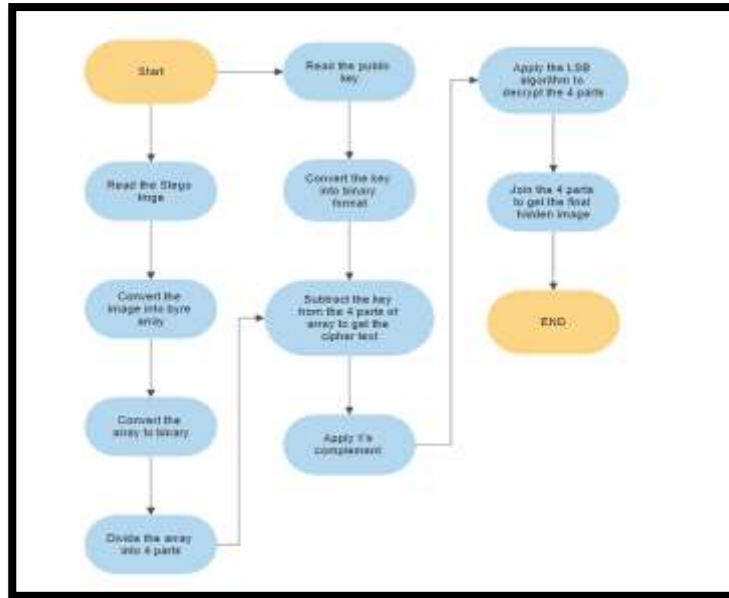 Start
Read the Stego
Imge
Convert the
image into byre
array
Convert the
array to binary
Divide the array
into 4 parts
Read the public
key
Convert the key
into binary
format
Subtract the key
from the 4 parts of
array to get the
cipher text
Apply 1's
complement
Apply the LSB
algorithm to
decrypt the 4 parts
Join the 4 parts
to get the final
hidden image
END